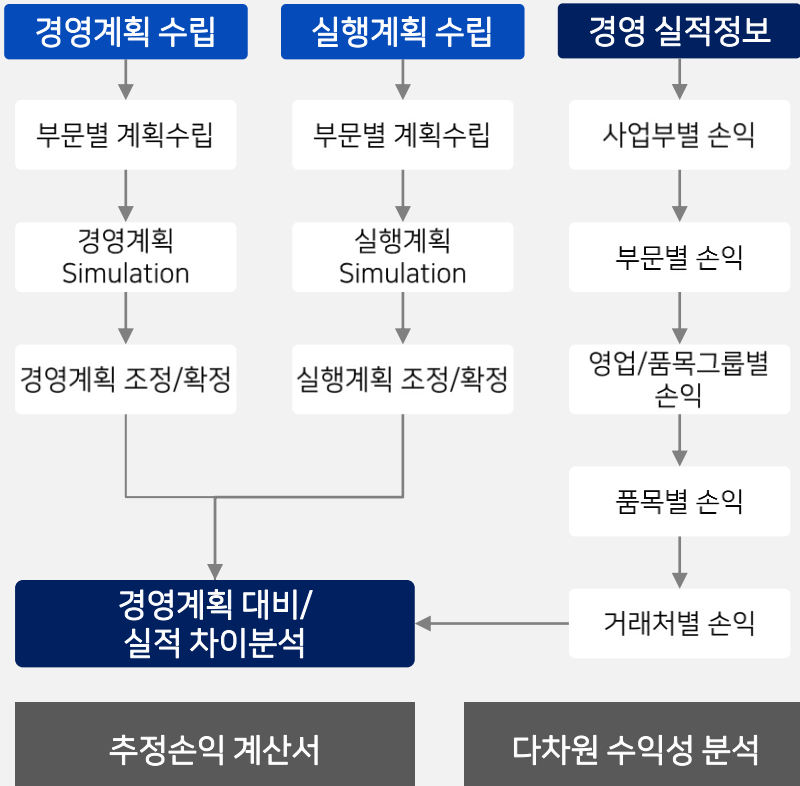 경영계획 수립
실행계획 수립
경영 실적정보
부문별 계획수립
부문별 계획수립
사업부별 손익
경영계획
Simulation
실행계획
Simulation
부문별 손익
경영계획 조정/확정
실행계획 조정/확정
영업/품목그룹별
손익
품목별 손익
경영계획 대비/
실적 차이분석
거래처별 손익
추정손익 계산서
다차원 수익성 분석